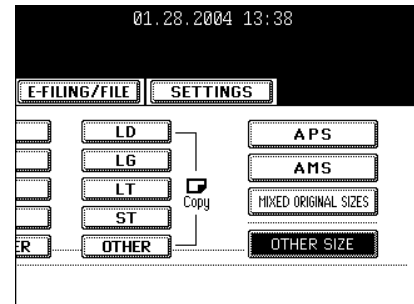 01.28.2004 13:38
E-FILING/FILE SETTINGS
LD
APS
LG
AMS
LT
Copy
MIXED ORIGINAL SIZES
ST
ER OTHER OTHER SIZE